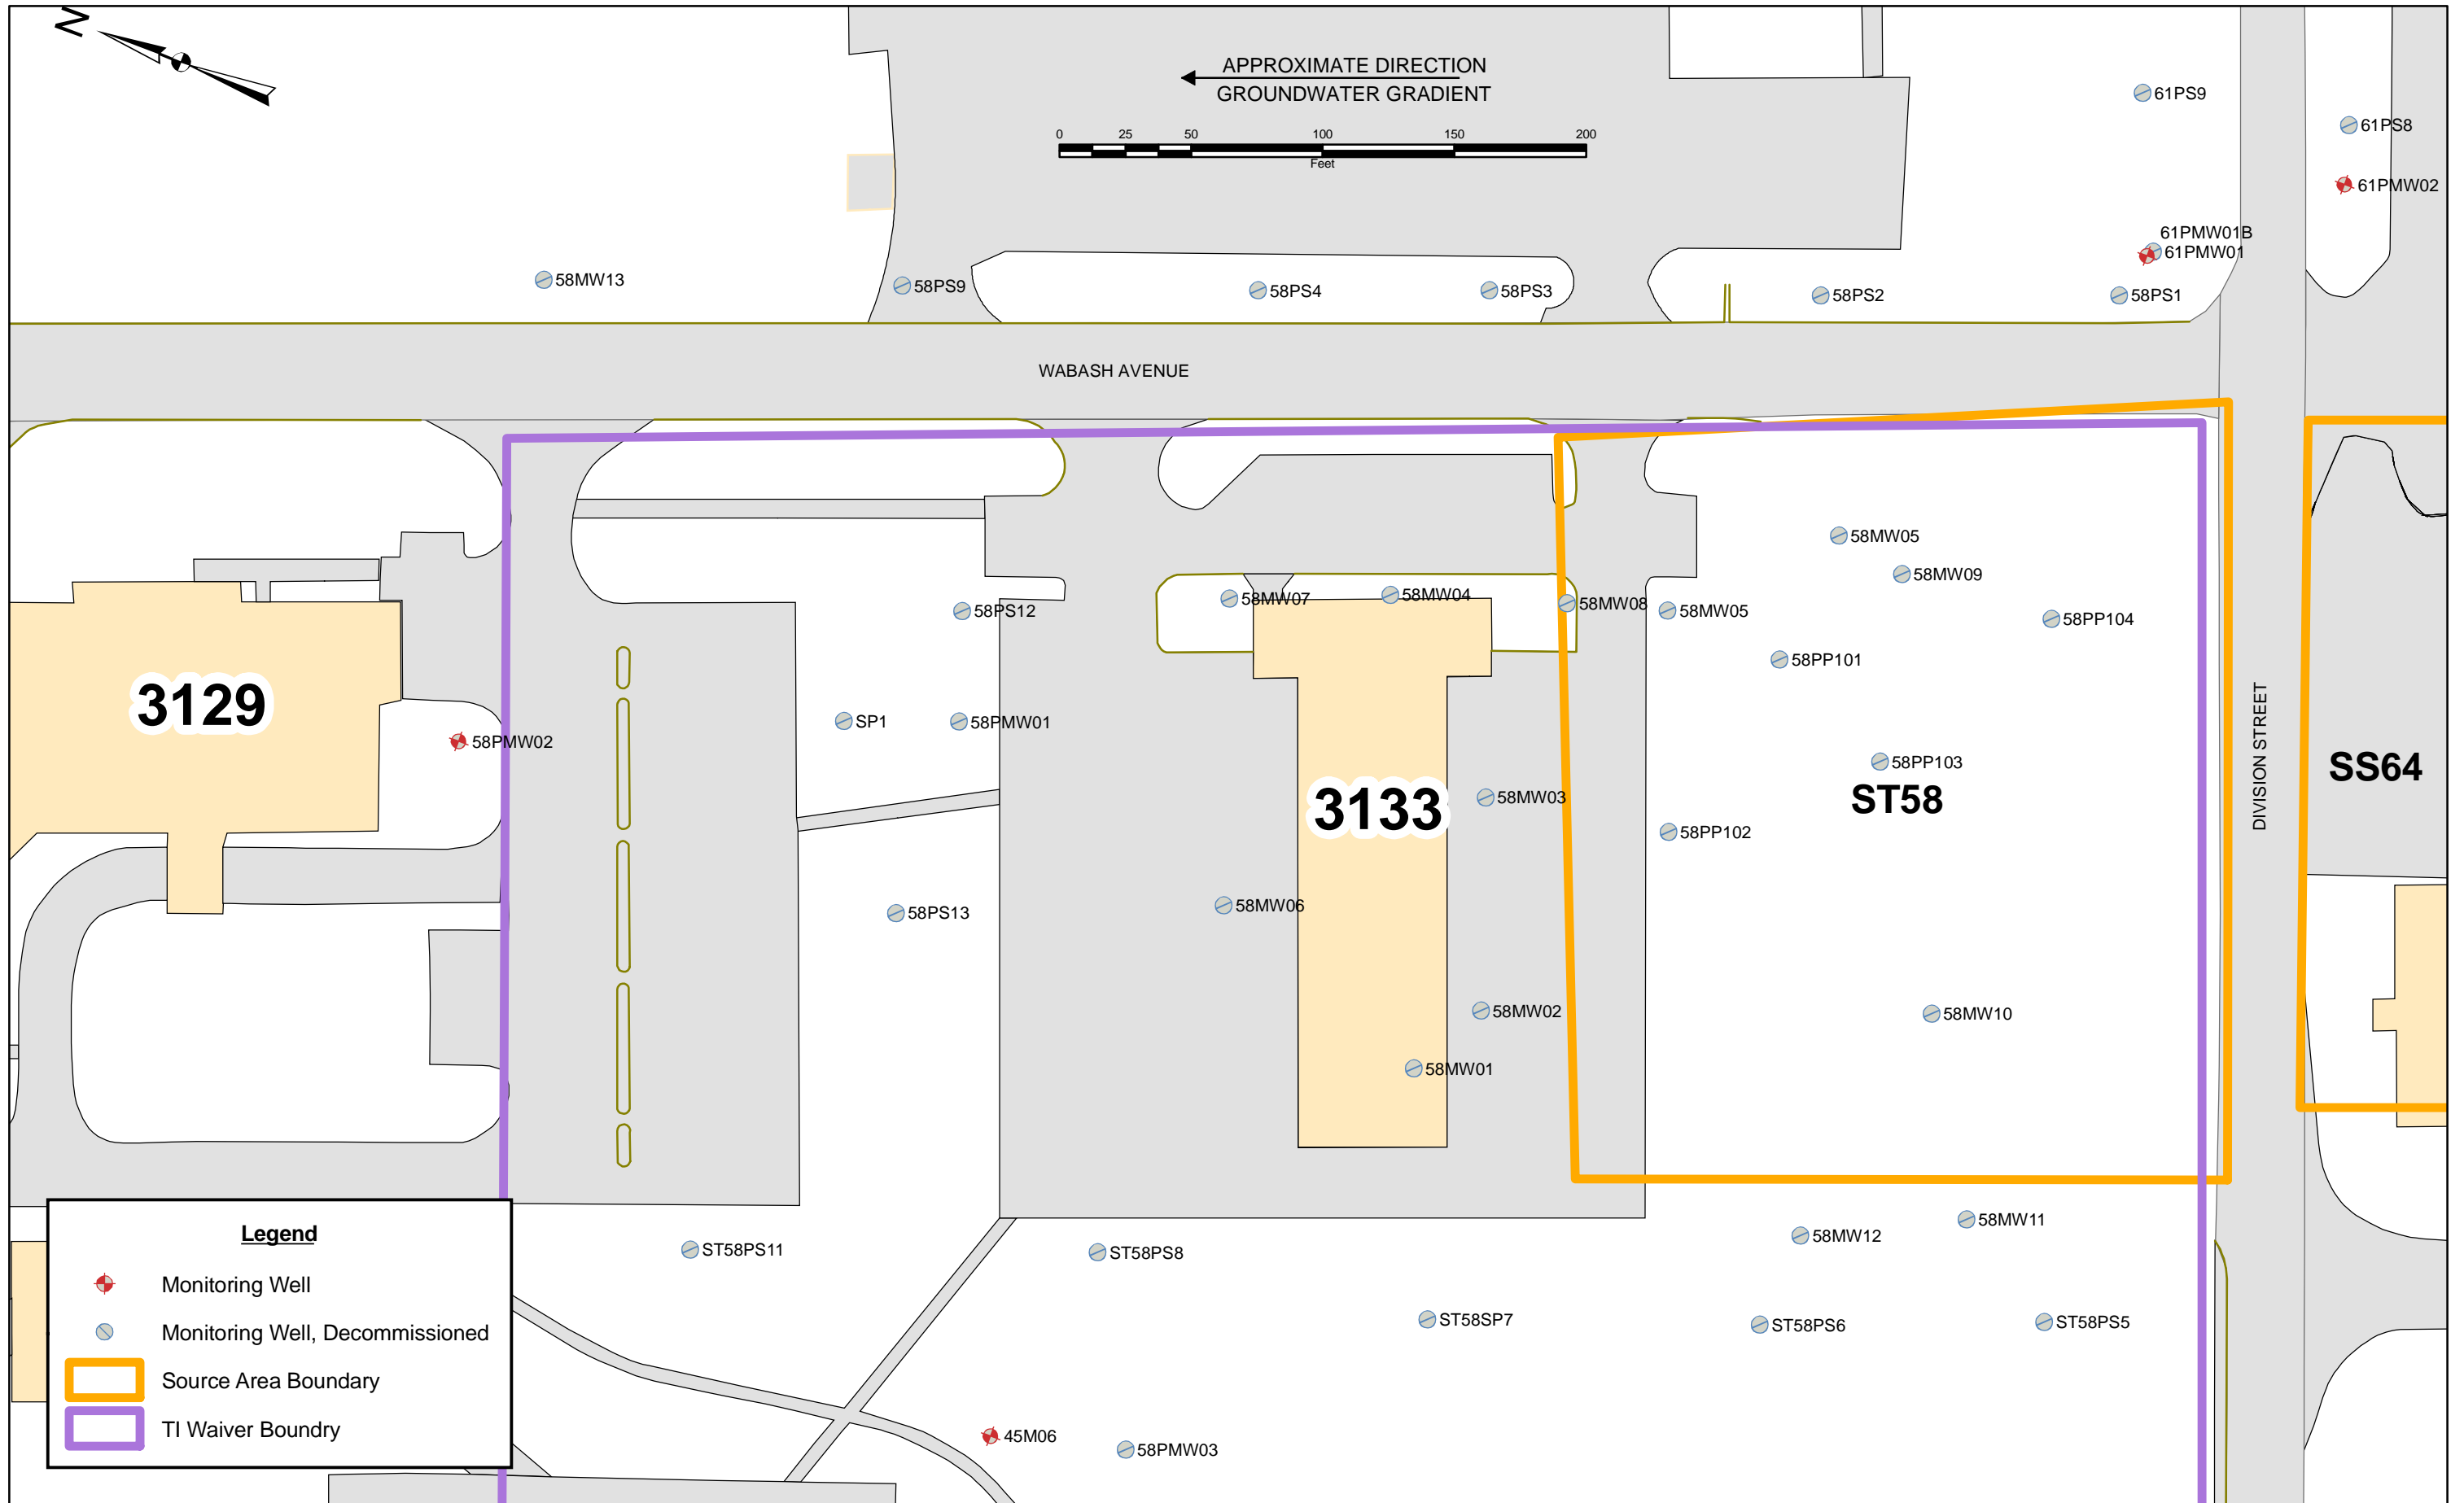 N
APPROXIMATE DIRECTION
GROUNDWATER GRADIENT
0 25 50 100 150 200
Feet
61PS9
61PS8
61PMW02
61PMW01B
61PMW01
58MW13
58PS9
58PS4
58PS3
58PS2
58PS1
WABASH AVENUE
58MW05
58MW09
58PS12
58MW07
58MW04
58MW08
58MW05
58PP104
58PP101
3129
SP1
58PMW01
58PMW02
58PP103
DIVISION STREET
SS64
3133
58MW03
ST58
58PP102
58PS13
58MW06
58MW02
58MW10
58MW01
58MW11
58MW12
ST58PS11
ST58PS8
ST58SP7
ST58PS6
ST58PS5
45M06
58PMW03
Legend
Monitoring Well
Monitoring Well, Decommissioned
Source Area Boundary
TI Waiver Boundry